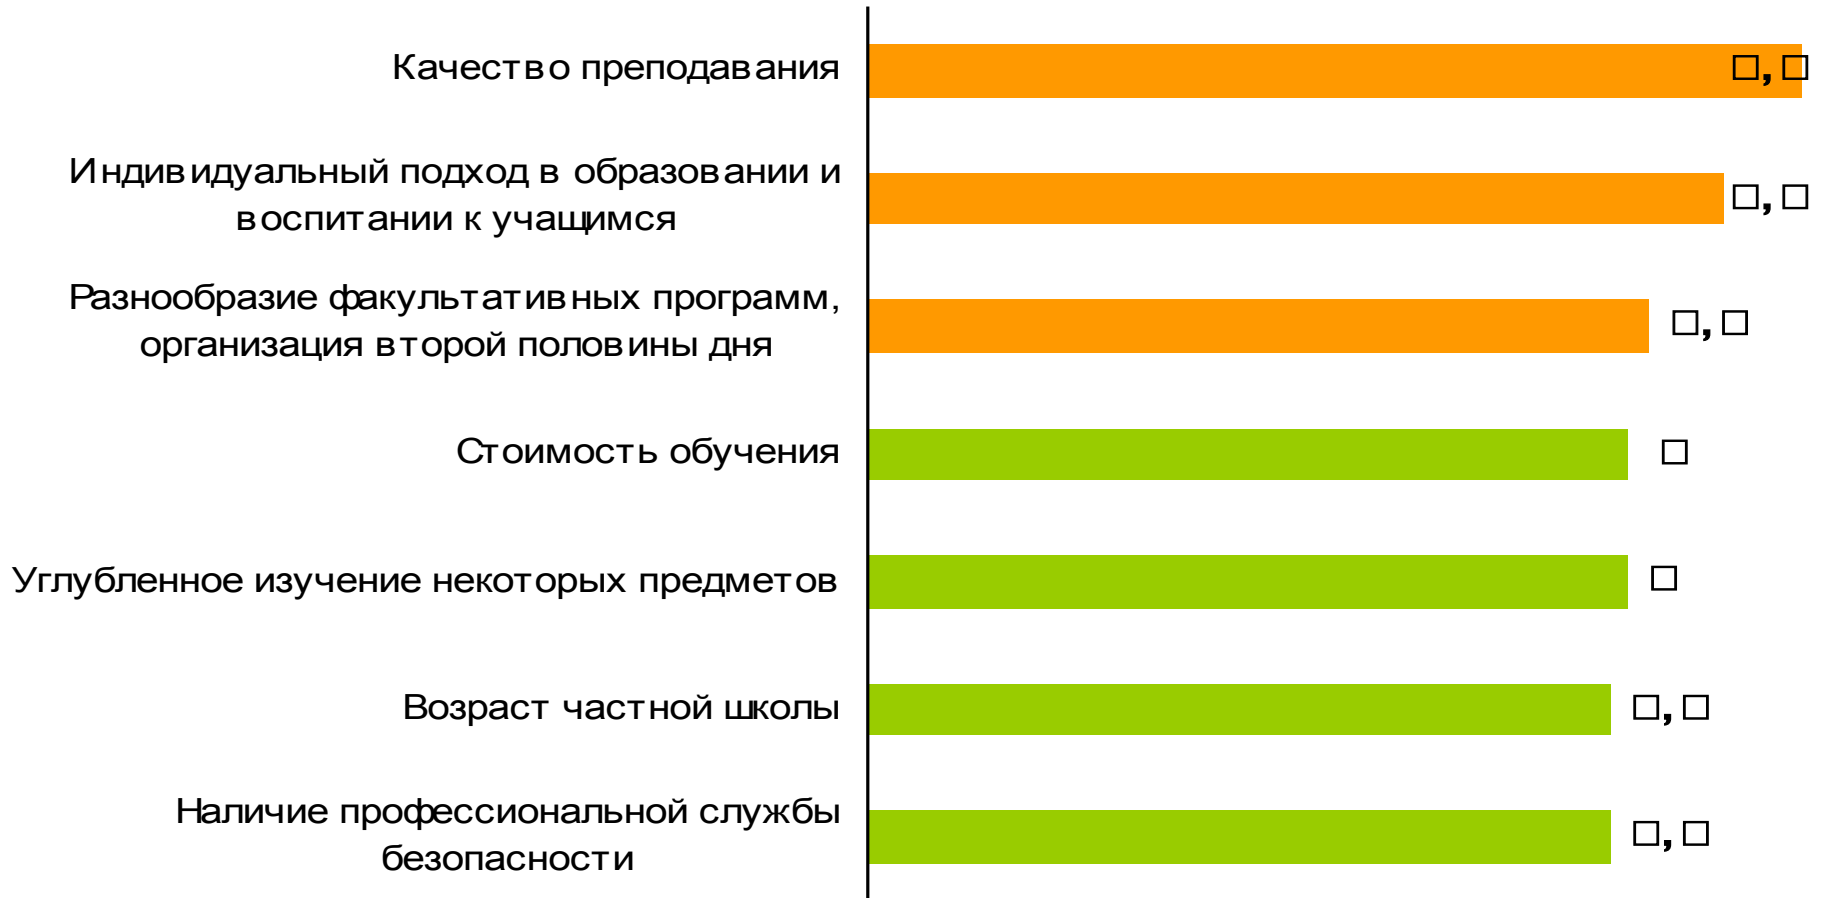 Качество преподавания
□,□
Индивидуальный подход в образовании и
воспитании к учащимся
□,□
Разнообразие факультативных программ,
организация второй половины дня
□,□
Стоимость обучения
□
Углубленное изучение некоторых предметов
□
Возраст частной школы
□,□
Наличие профессиональной службы
безопасности
□,□